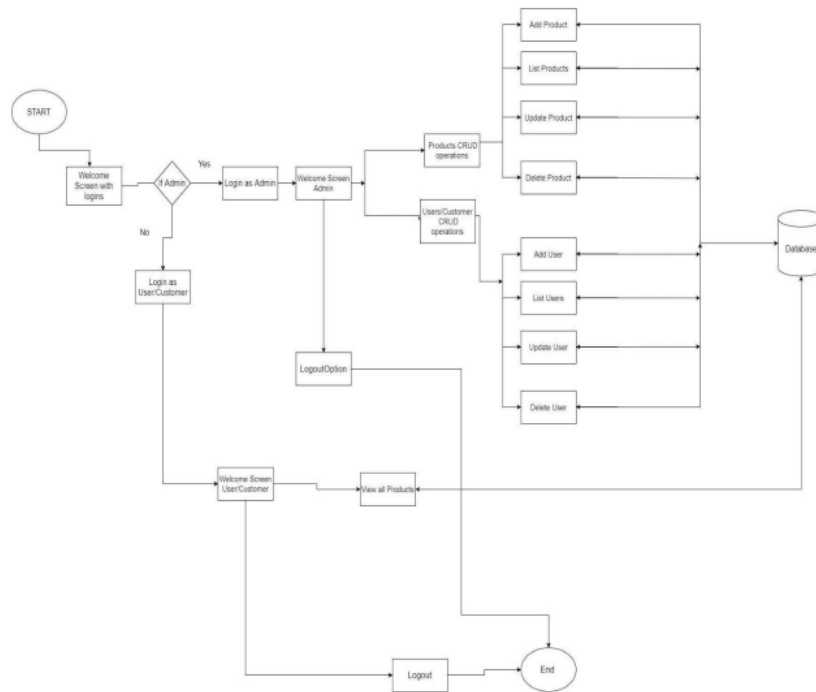 START
Welcome
Screen with
logins
If Admin
Yes
No
Login as Admin
Welcome Screen
Admin
Products CRUD
operations
Add Product
List Products
Update Product
Delete Product
Users/Customer
CRUD
operations
Add User
List Users
Update User
Delete User
Database
Login as
User/Customer
LogoutOption
Welcome Screen
User/Customer
View all Products
Logout
End